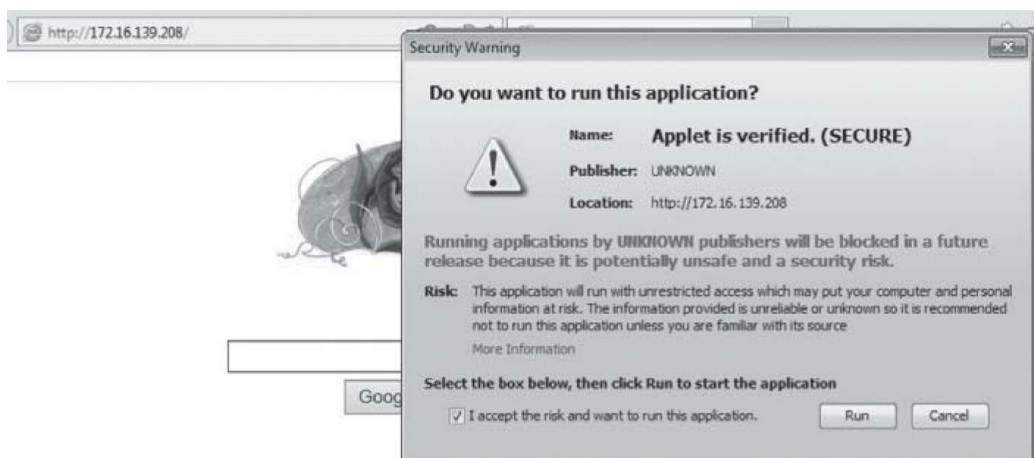 http://172.16.139.208/
Security Warning
Do you want to run this application?
Name: Applet is verified. (SECURE)
Publisher: UNKNOWN
Location: http://172.16.139.208
Running applications by UNKNOWN publishers will be blocked in a future
release because it is potentially unsafe and a security risk.
Risk: This application will run with unrestricted access which may put your computer and personal
information at risk. The information provided is unreliable or unknown so it is recommended
not to run this application unless you are familiar with its source
More Information
Select the box below, then click Run to start the application
I accept the risk and want to run this application.
Run
Cancel
Goog